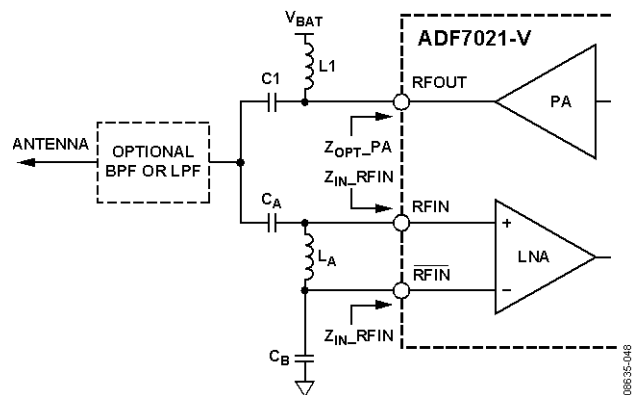 VBAT
ADF7021-V
L1
C1
RFOUT
PA
ANTENNA
OPTIONAL
BPF OR LPF
ZOPT_PA
ZIN_RFIN
CA
RFIN
+
LA
LNA
RFIN
−
ZIN_RFIN
CB
08635-048